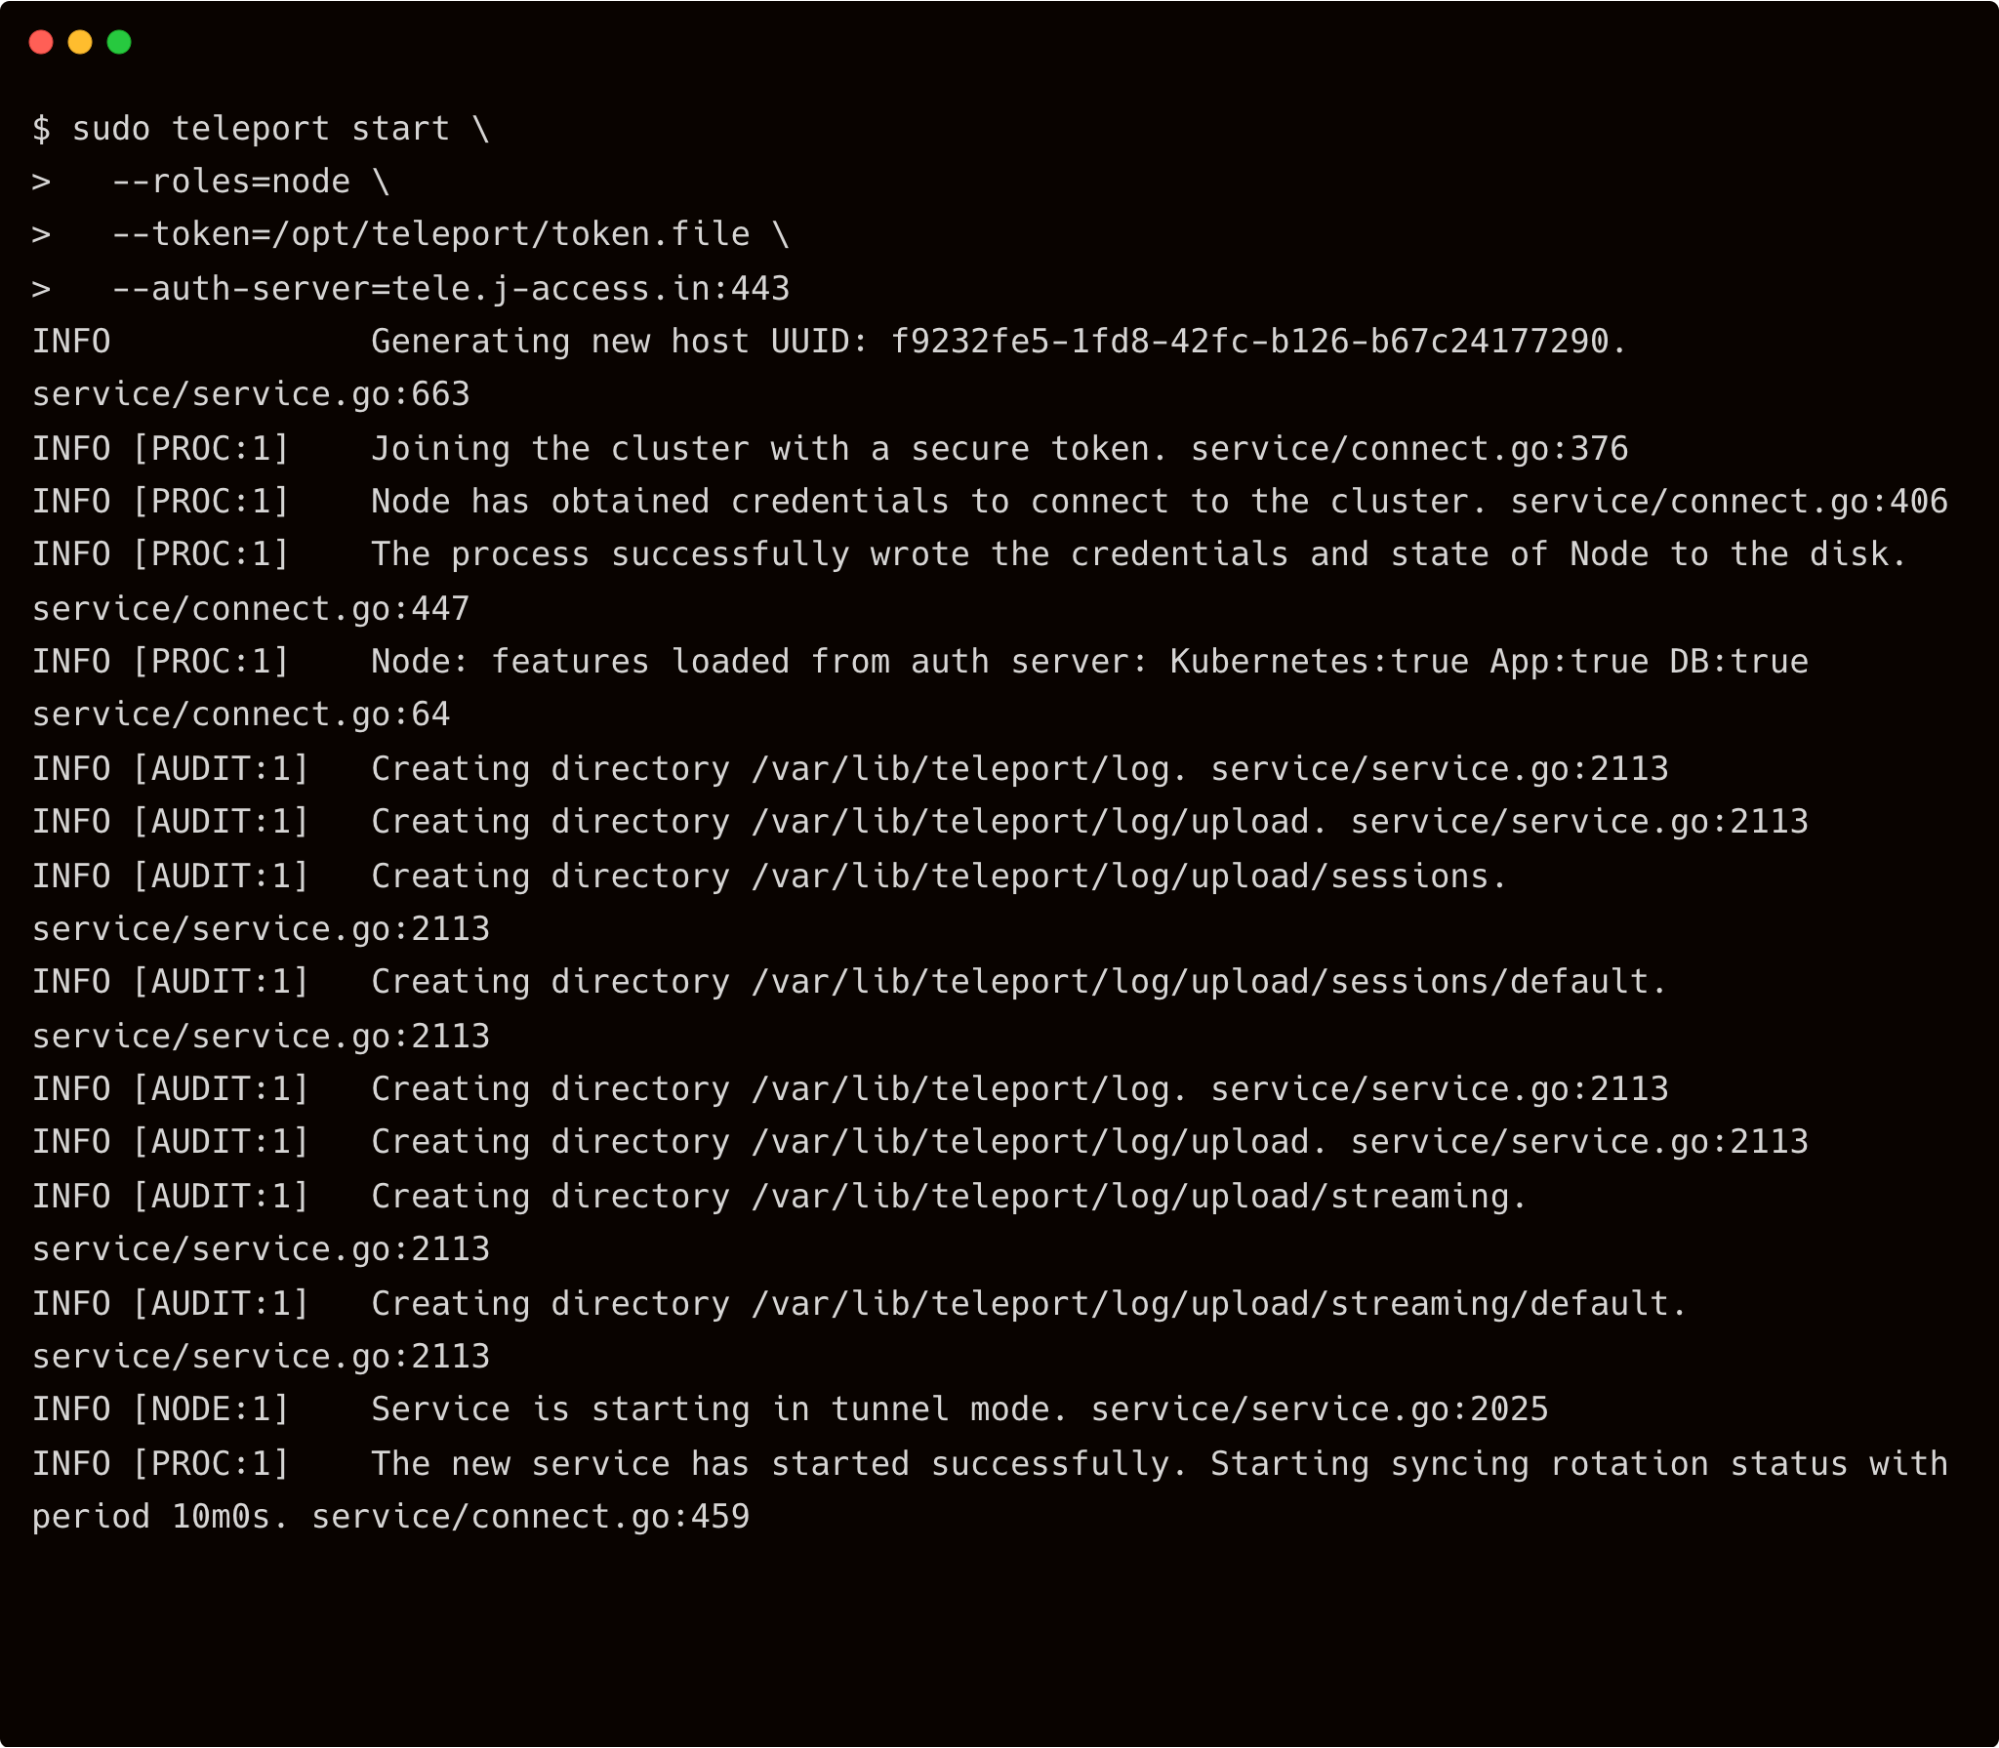 $ sudo teleport start \
>   --roles=node \
>   --token=/opt/teleport/token.file \
>   --auth-server=tele.j-access.in:443
INFO             Generating new host UUID: f9232fe5-1fd8-42fc-b126-b67c24177290.
service/service.go:663
INFO [PROC:1]    Joining the cluster with a secure token. service/connect.go:376
INFO [PROC:1]    Node has obtained credentials to connect to the cluster. service/connect.go:406
INFO [PROC:1]    The process successfully wrote the credentials and state of Node to the disk.
service/connect.go:447
INFO [PROC:1]    Node: features loaded from auth server: Kubernetes:true App:true DB:true
service/connect.go:64
INFO [AUDIT:1]   Creating directory /var/lib/teleport/log. service/service.go:2113
INFO [AUDIT:1]   Creating directory /var/lib/teleport/log/upload. service/service.go:2113
INFO [AUDIT:1]   Creating directory /var/lib/teleport/log/upload/sessions.
service/service.go:2113
INFO [AUDIT:1]   Creating directory /var/lib/teleport/log/upload/sessions/default.
service/service.go:2113
INFO [AUDIT:1]   Creating directory /var/lib/teleport/log. service/service.go:2113
INFO [AUDIT:1]   Creating directory /var/lib/teleport/log/upload. service/service.go:2113
INFO [AUDIT:1]   Creating directory /var/lib/teleport/log/upload/streaming.
service/service.go:2113
INFO [AUDIT:1]   Creating directory /var/lib/teleport/log/upload/streaming/default.
service/service.go:2113
INFO [NODE:1]    Service is starting in tunnel mode. service/service.go:2025
INFO [PROC:1]    The new service has started successfully. Starting syncing rotation status with
period 10m0s. service/connect.go:459